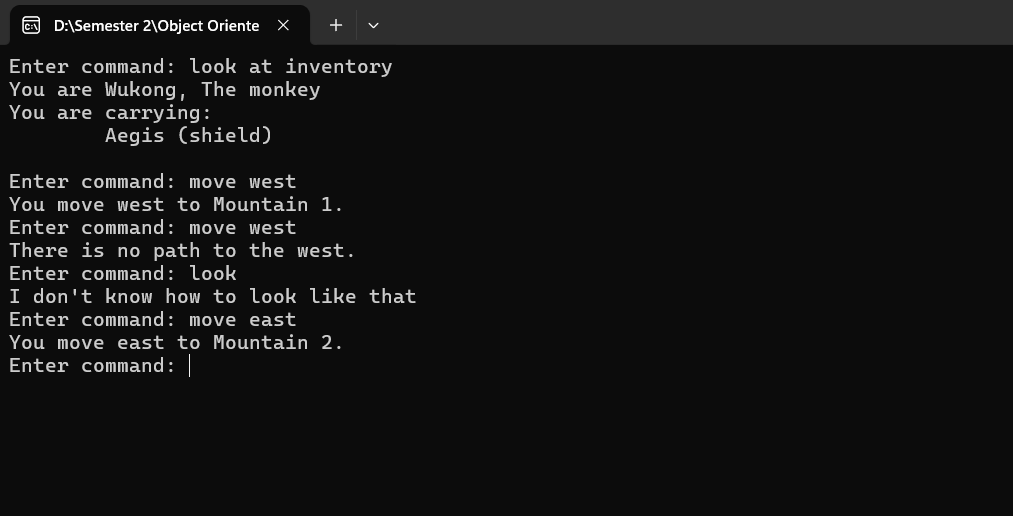 D:\Semester 2\Object Oriente
Enter command: look at inventory
You are Wukong, The monkey
You are carrying:
Aegis (shield)
Enter command: move west
You move west to Mountain 1.
Enter command: move west
There is no path to the west.
Enter command: look
I don't know how to look like that
Enter command: move east
You move east to Mountain 2.
Enter command: